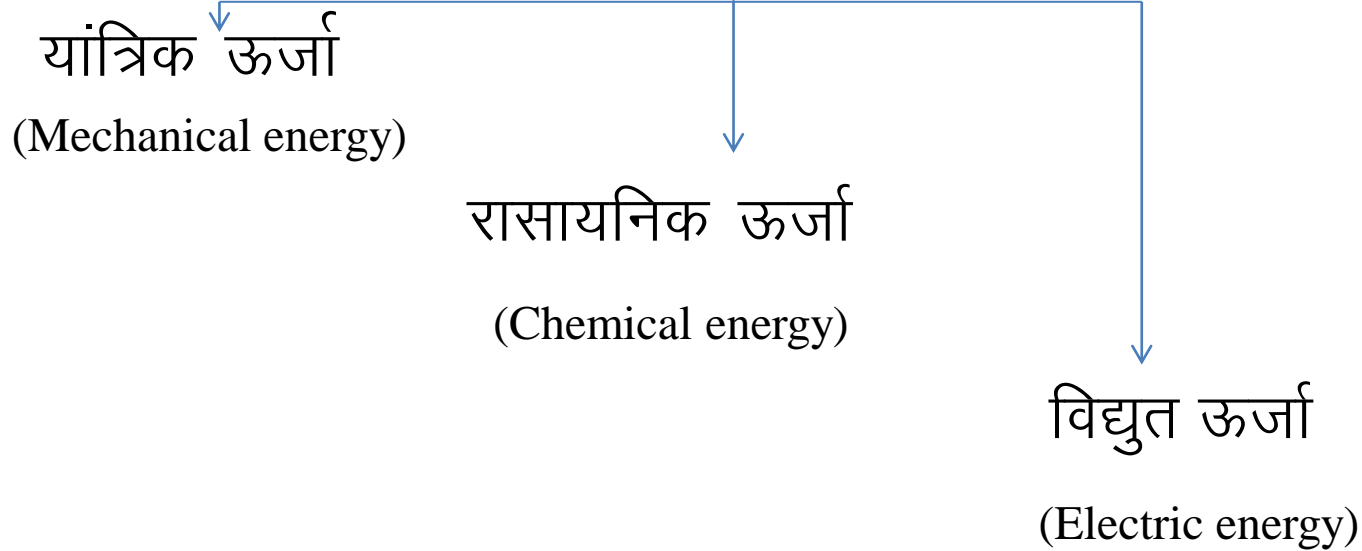 यांत्रिक ऊर्जा
(Mechanical energy)
रासायनिक ऊर्जा
(Chemical energy)
विद्युत ऊर्जा
(Electric energy)